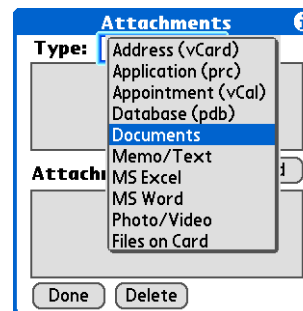 Attachments
Type:
Address (vCard)
Application (prc)
Appointment (vCal)
Database (pdb)
Documents
Memo/Text
MS Excel
MS Word
Photo/Video
Files on Card
Done Delete